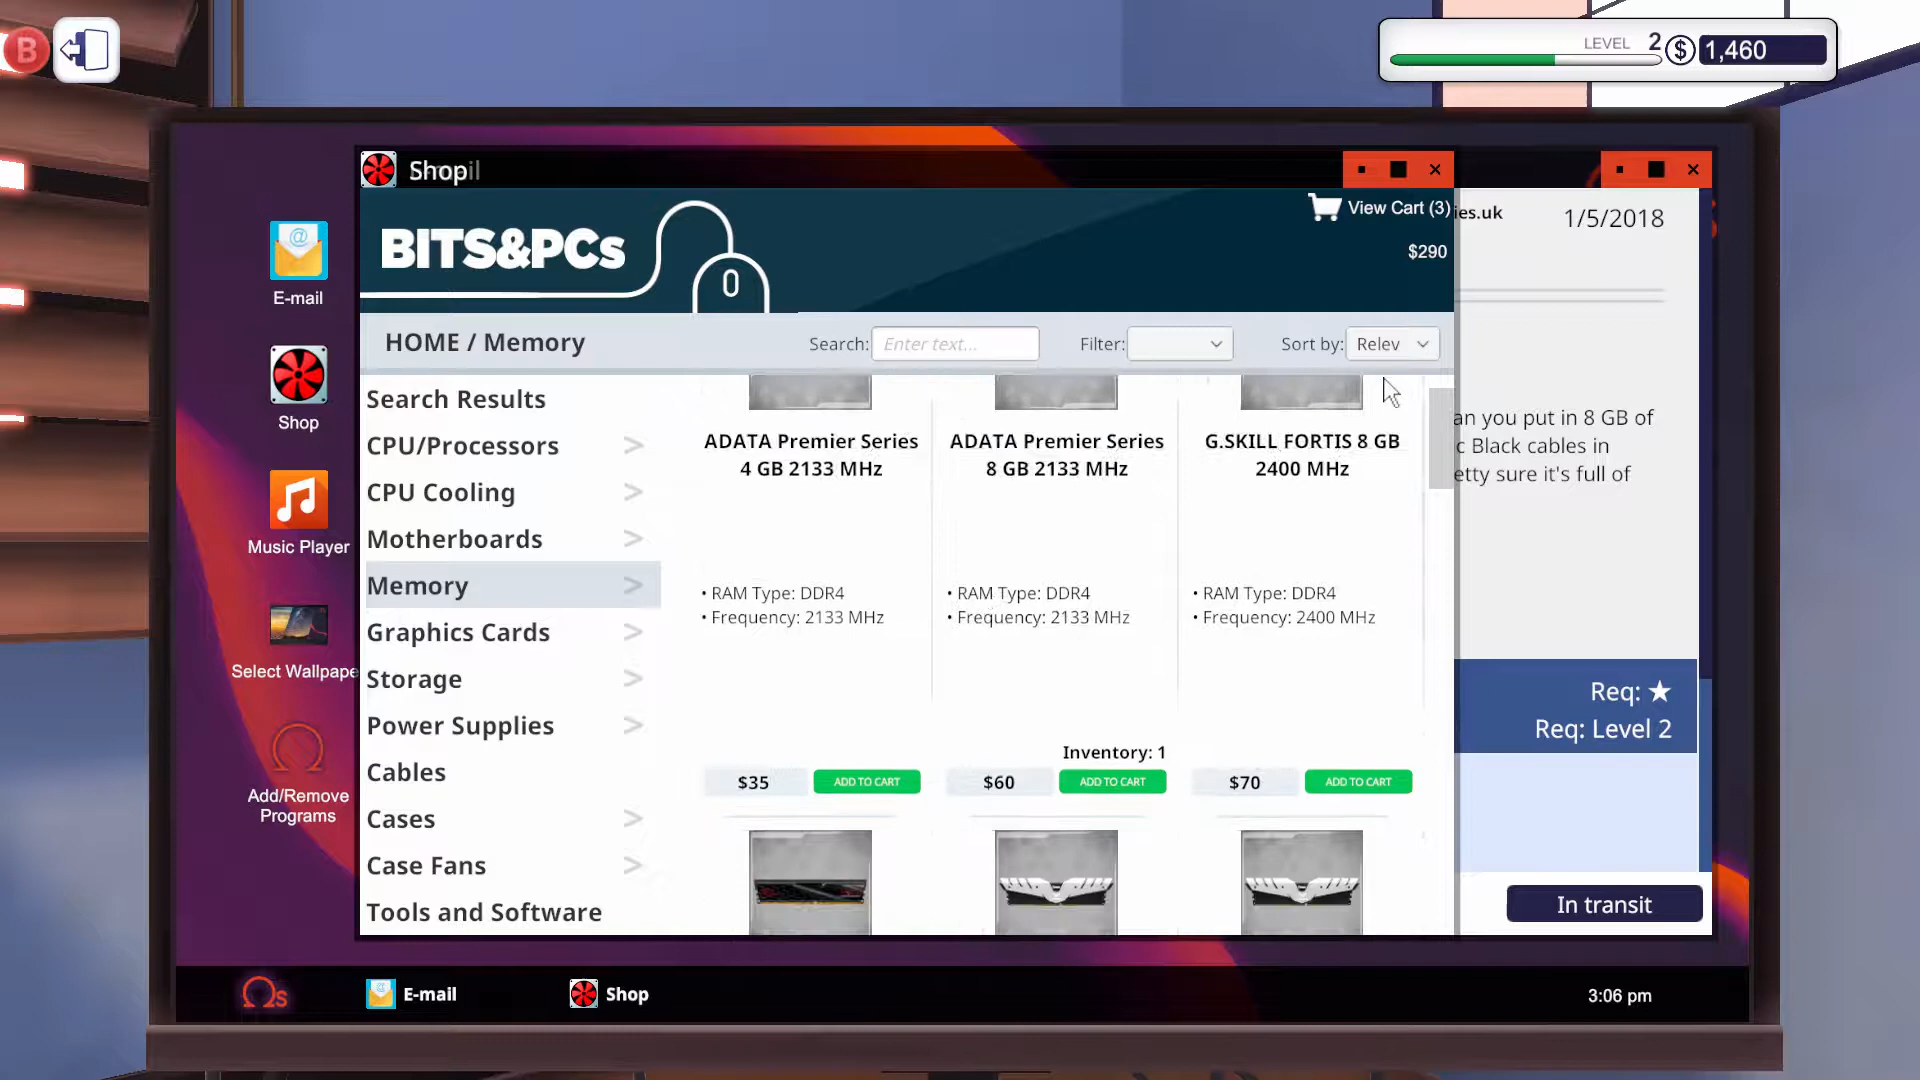 B
LEVEL 2
$ 1,460
Shop
View Cart (3)
$290
BITS&PCs
ies.uk
1/5/2018
HOME / Memory
Search: Enter text...
Filter:
Sort by: Relev
E-mail
Shop
Music Player
Select Wallpape
Add/Remove
Programs
Search Results
CPU/Processors >
CPU Cooling >
Motherboards >
Memory >
Graphics Cards >
Storage >
Power Supplies >
Cables
Cases >
Case Fans >
Tools and Software
ADATA Premier Series
4 GB 2133 MHz
• RAM Type: DDR4
• Frequency: 2133 MHz
$35
ADD TO CART
ADATA Premier Series
8 GB 2133 MHz
• RAM Type: DDR4
• Frequency: 2133 MHz
Inventory: 1
$60
ADD TO CART
G.SKILL FORTIS 8 GB
2400 MHz
• RAM Type: DDR4
• Frequency: 2400 MHz
$70
ADD TO CART
an you put in 8 GB of
c Black cables in
etty sure it's full of
Req: ★
Req: Level 2
In transit
Ωs
E-mail
Shop
3:06 pm